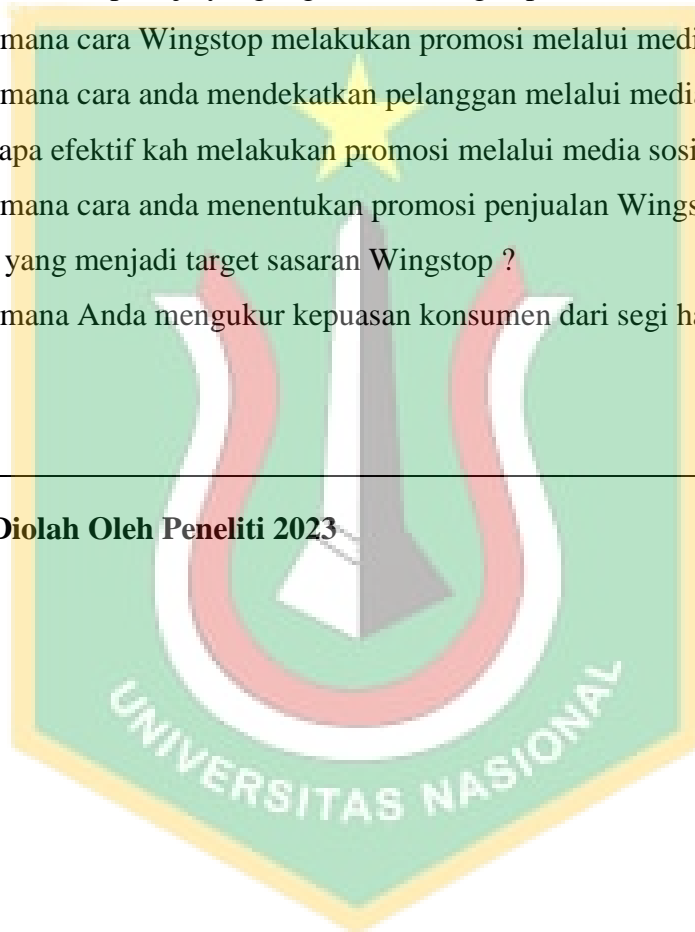 mana cara Wingstop melakukan promosi melalui medi
mana cara anda mendekatkan pelanggan melalui media
apa efektif kah melakukan promosi melalui media sosi
mana cara anda menentukan promosi penjualan Wings
yang menjadi target sasaran Wingstop ?
mana Anda mengukur kepuasan konsumen dari segi ha
Diolah Oleh Peneliti 2023
UNIVERSITAS NASIONAL